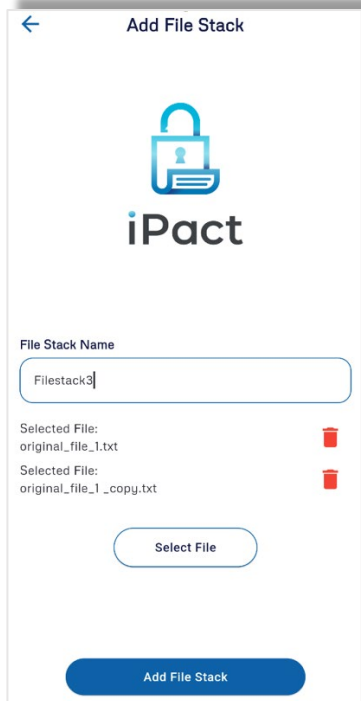 Add File Stack
iPact
File Stack Name
Filestack3
Selected File:
original_file_1.txt
Selected File:
original_file_1 _copy.txt
Select File
Add File Stack